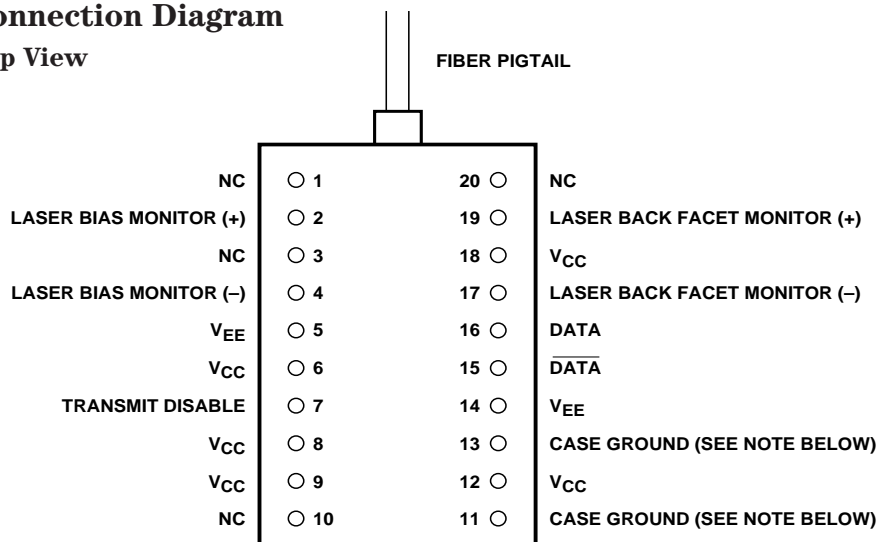 onnection Diagram
p View
FIBER PIGTAIL
NC 1 20 NC
LASER BIAS MONITOR (+) 2 19 LASER BACK FACET MONITOR (+)
NC 3 18 VCC
LASER BIAS MONITOR (–) 4 17 LASER BACK FACET MONITOR (–)
VEE 5 16 DATA
VCC 6 15 D̅A̅T̅A̅
TRANSMIT DISABLE 7 14 VEE
VCC 8 13 CASE GROUND (SEE NOTE BELOW)
VCC 9 12 VCC
NC 10 11 CASE GROUND (SEE NOTE BELOW)